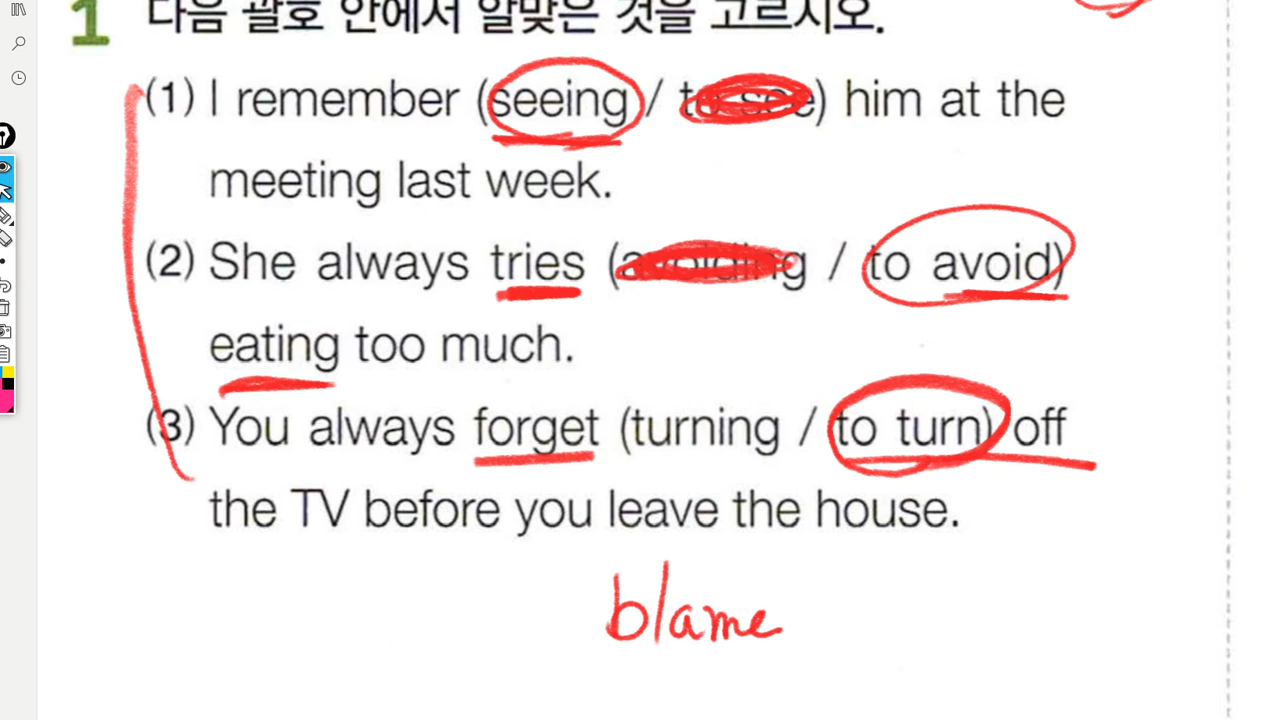 1 다음 괄호 안에서 알맞은 것을 고르시오.
(1) I remember (seeing / to see) him at the
meeting last week.
(2) She always tries (avoiding / to avoid)
eating too much.
(3) You always forget (turning / to turn) off
the TV before you leave the house.
blame